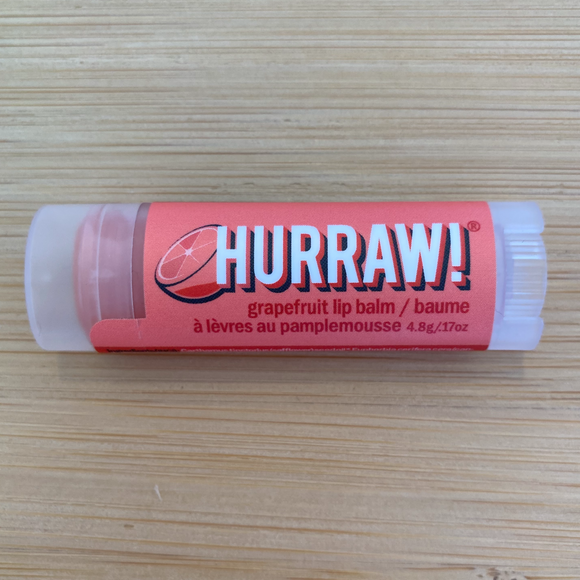 HURRAW!®
grapefruit lip balm / baume
à lèvres au pamplemousse 4.8g/.17oz